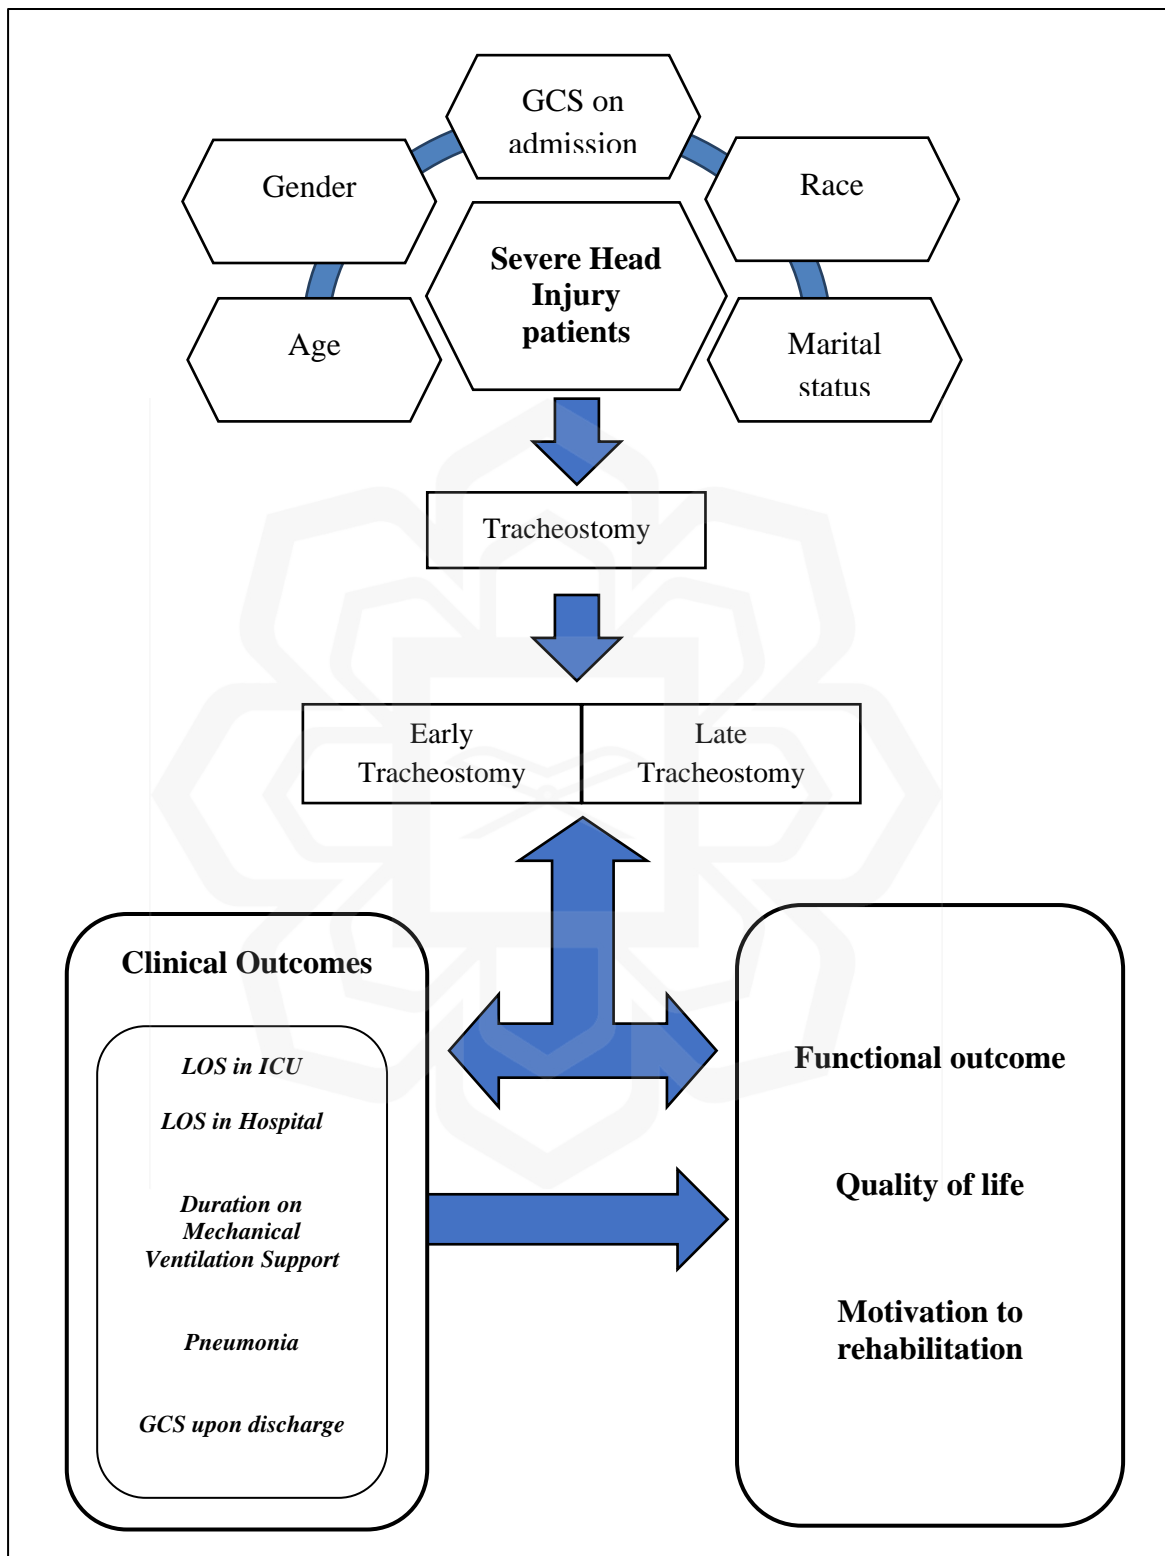 GCS on
admission
Gender
Race
Severe Head
Injury
patients
Age
Marital
status
Tracheostomy
Early
Tracheostomy
Late
Tracheostomy
Clinical Outcomes
LOS in ICU
LOS in Hospital
Duration on
Mechanical
Ventilation Support
Pneumonia
GCS upon discharge
Functional outcome
Quality of life
Motivation to
rehabilitation